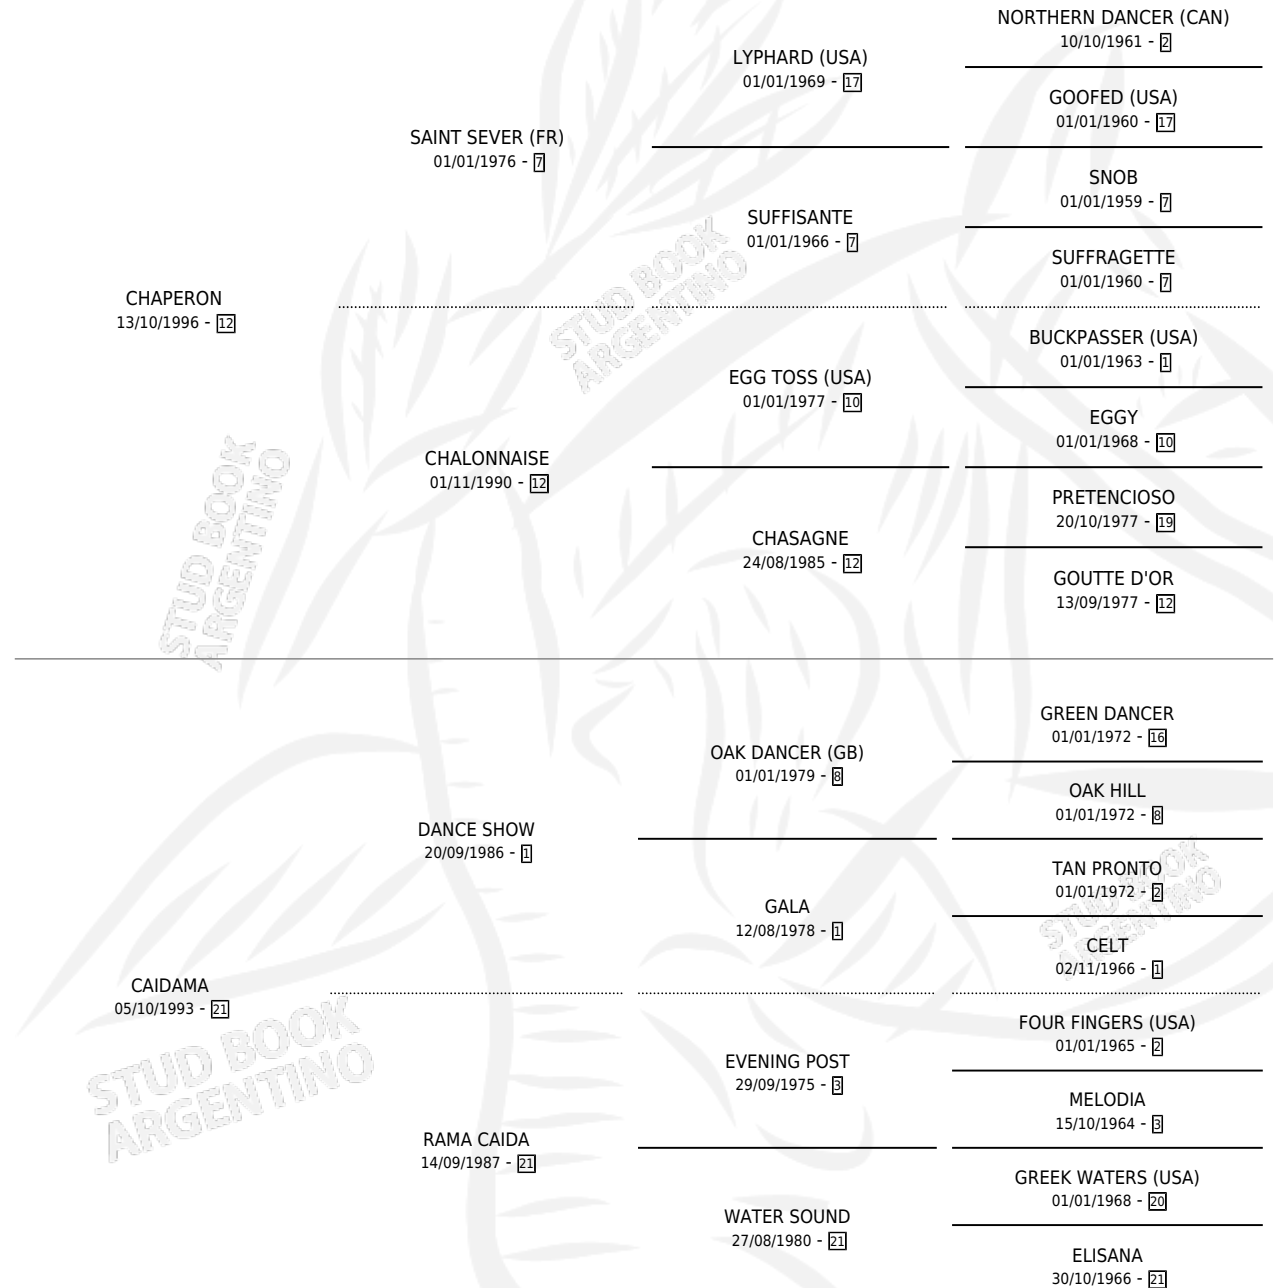 NORTHERN DANCER (CAN)
10/10/1961 - 2
LYPHARD (USA)
01/01/1969 - 17
GOOFED (USA)
01/01/1960 - 17
SAINT SEVER (FR)
01/01/1976 - 7
SNOB
01/01/1959 - 7
SUFFISANTE
01/01/1966 - 7
SUFFRAGETTE
01/01/1960 - 7
STUD BOOK
ARGENTINO
CHAPERON
13/10/1996 - 12
BUCKPASSER (USA)
01/01/1963 - 1
EGG TOSS (USA)
01/01/1977 - 10
EGGY
01/01/1968 - 10
CHALONNAISE
01/11/1990 - 12
PRETENCIOSO
20/10/1977 - 19
CHASAGNE
24/08/1985 - 12
GOUTTE D'OR
13/09/1977 - 12
STUD BOOK
ARGENTINO
GREEN DANCER
01/01/1972 - 16
OAK DANCER (GB)
01/01/1979 - 8
OAK HILL
01/01/1972 - 8
DANCE SHOW
20/09/1986 - 1
TAN PRONTO
01/01/1972 - 2
GALA
12/08/1978 - 1
STUD BOOK
ARGENTINO
CELT
02/11/1966 - 1
CAIDAMA
05/10/1993 - 21
STUD BOOK
ARGENTINO
FOUR FINGERS (USA)
01/01/1965 - 2
EVENING POST
29/09/1975 - 3
MELODIA
15/10/1964 - 3
RAMA CAIDA
14/09/1987 - 21
GREEK WATERS (USA)
01/01/1968 - 20
WATER SOUND
27/08/1980 - 21
ELISANA
30/10/1966 - 21